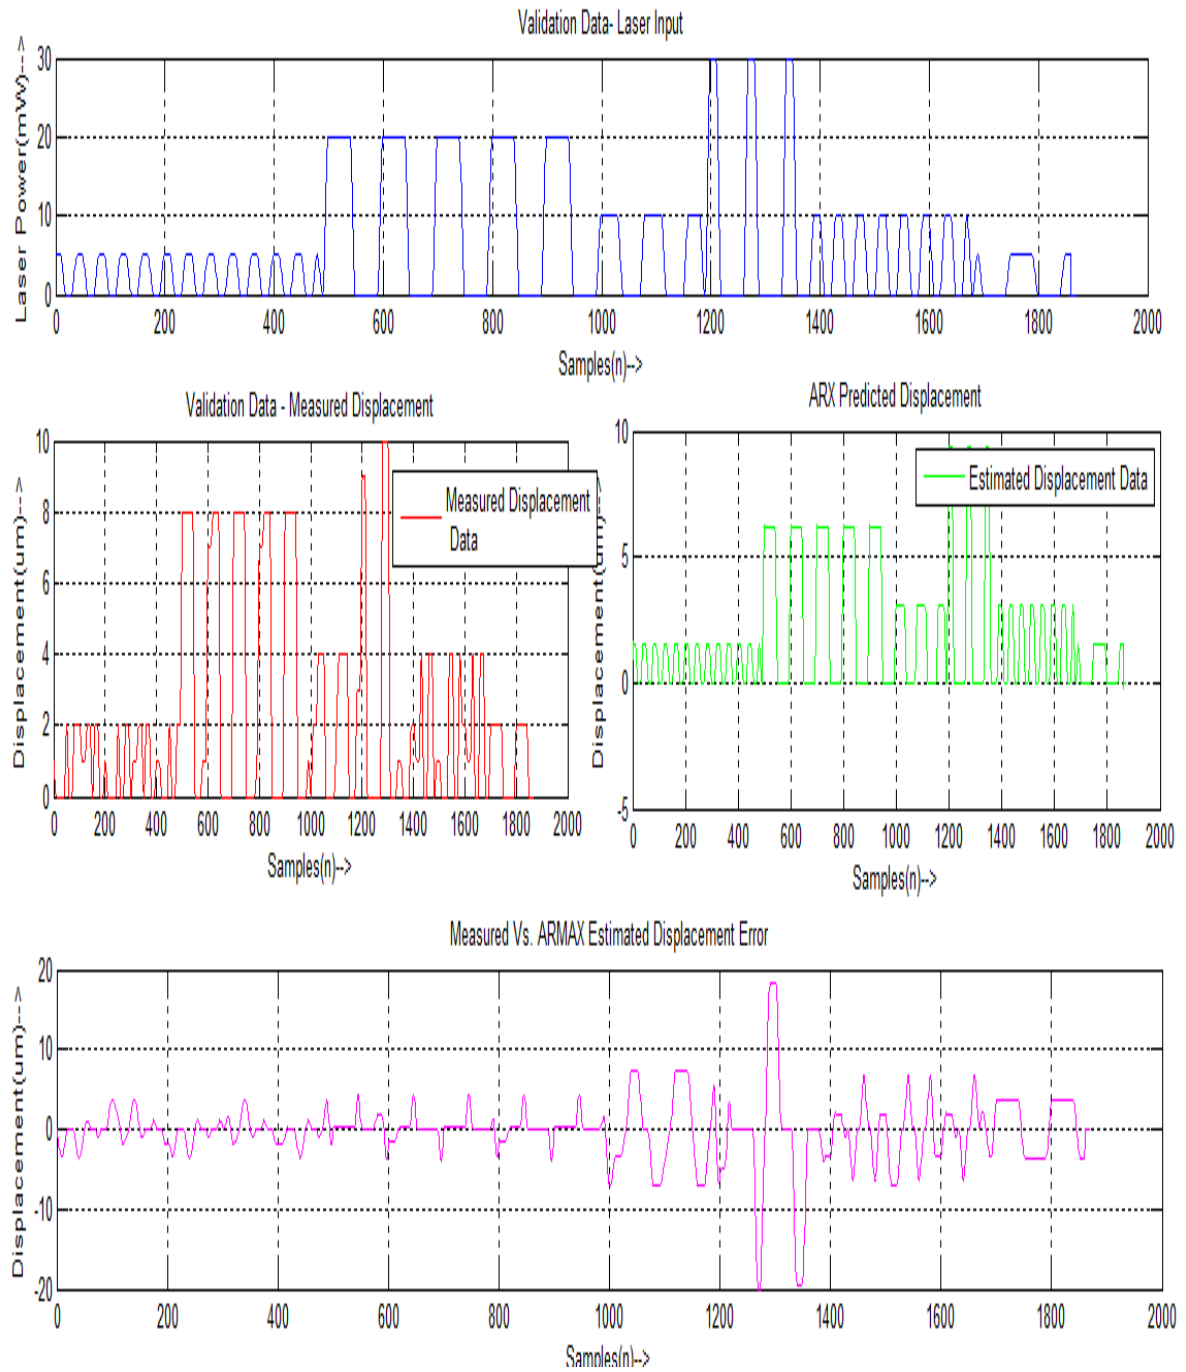 Validation Data- Laser Input
Laser Power(mW)-->
30
20
10
0
0 200 400 600 800 1000 1200 1400 1600 1800 2000
Samples(n)-->
Validation Data - Measured Displacement
Displacement(um)-->
10
8
6
4
2
0
Measured Displacement
Data
0 200 400 600 800 1000 1200 1400 1600 1800 2000
Samples(n)-->
ARX Predicted Displacement
Displacement(um)-->
10
5
0
-5
Estimated Displacement Data
0 200 400 600 800 1000 1200 1400 1600 1800 2000
Samples(n)-->
Measured Vs. ARMAX Estimated Displacement Error
Displacement(um)-->
20
10
0
-10
-20
0 200 400 600 800 1000 1200 1400 1600 1800 2000
Samples(n)-->